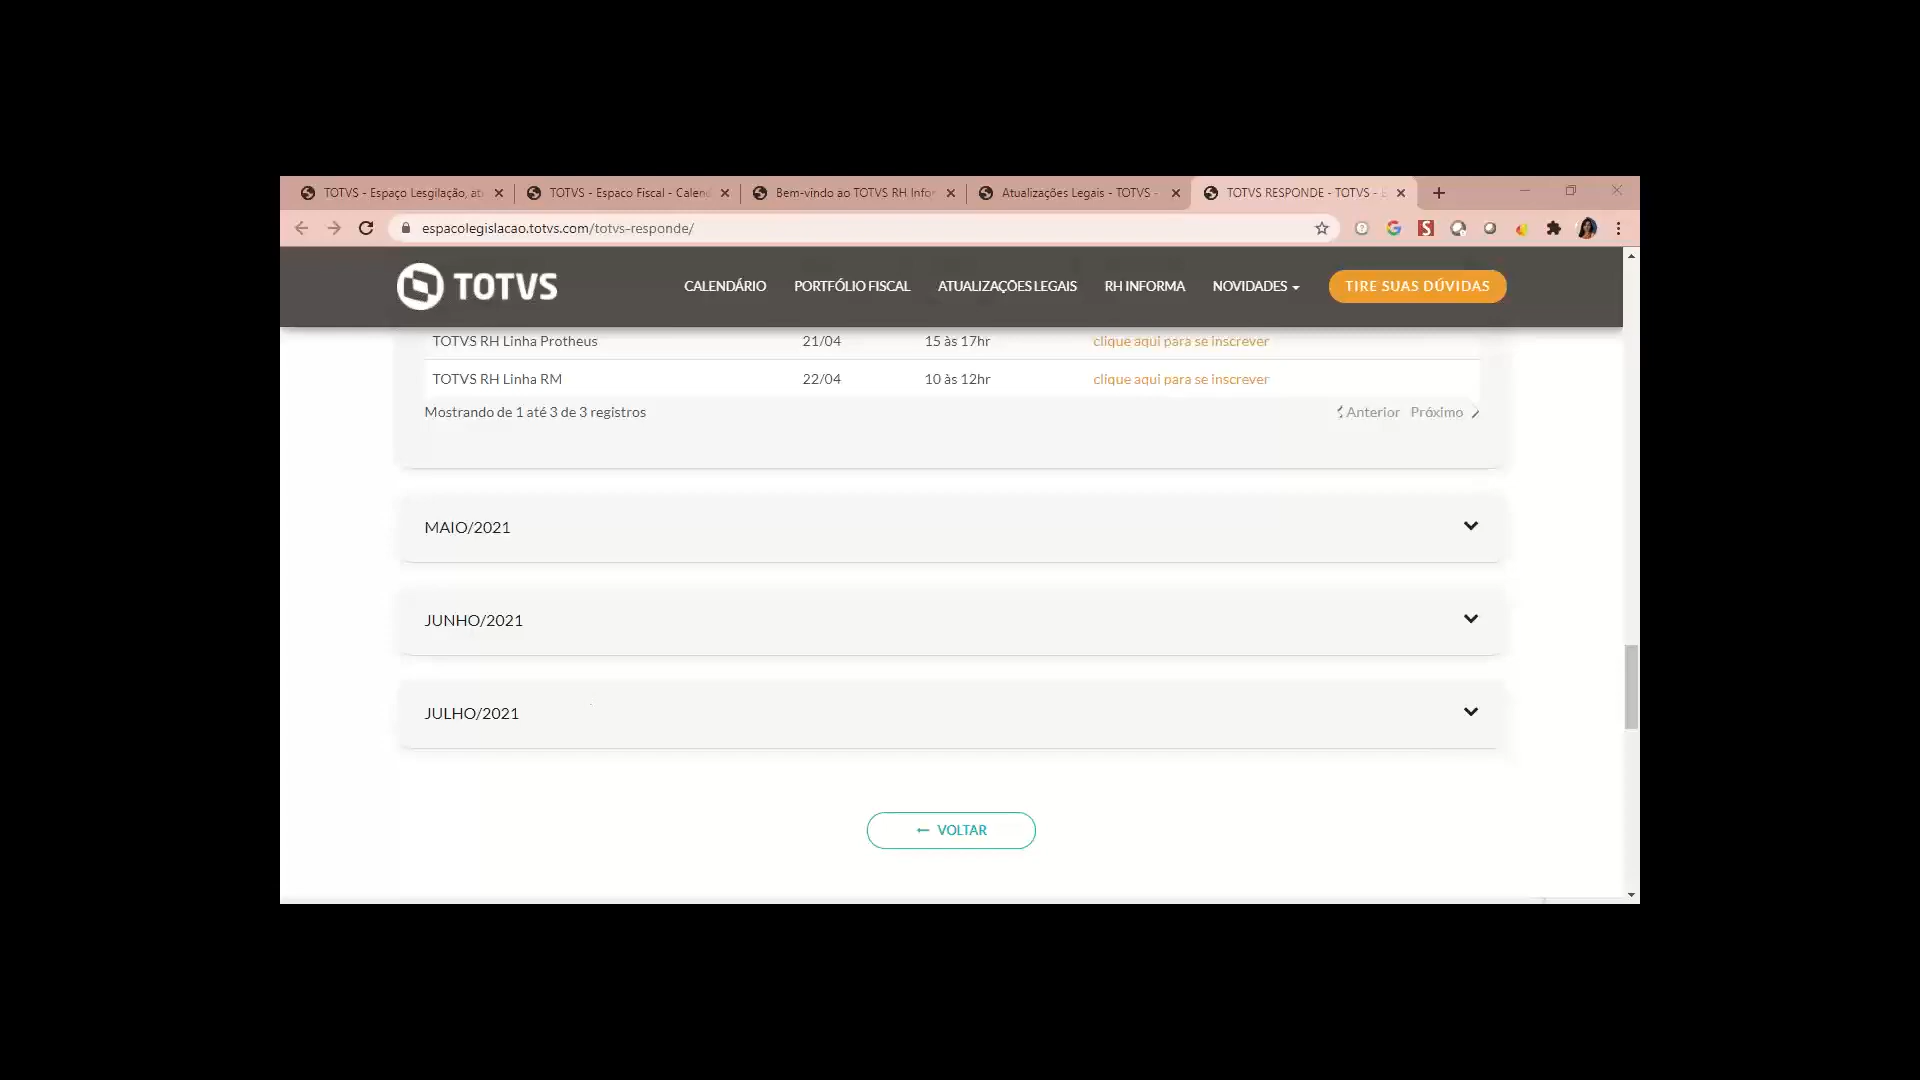 TOTVS - Espaço Lesgilação, at
TOTVS - Espaco Fiscal - Calen
Bem-vindo ao TOTVS RH Infor
Atualizações Legais - TOTVS -
TOTVS RESPONDE - TOTVS - E
espacolegislacao.totvs.com/totvs-responde/
TOTVS
CALENDÁRIO
PORTFÓLIO FISCAL
ATUALIZAÇÕES LEGAIS
RH INFORMA
NOVIDADES
TIRE SUAS DÚVIDAS
TOTVS RH Linha Protheus 21/04 15 às 17hr clique aqui para se inscrever
TOTVS RH Linha RM 22/04 10 às 12hr clique aqui para se inscrever
Mostrando de 1 até 3 de 3 registros
Anterior Próximo
MAIO/2021
JUNHO/2021
JULHO/2021
← VOLTAR